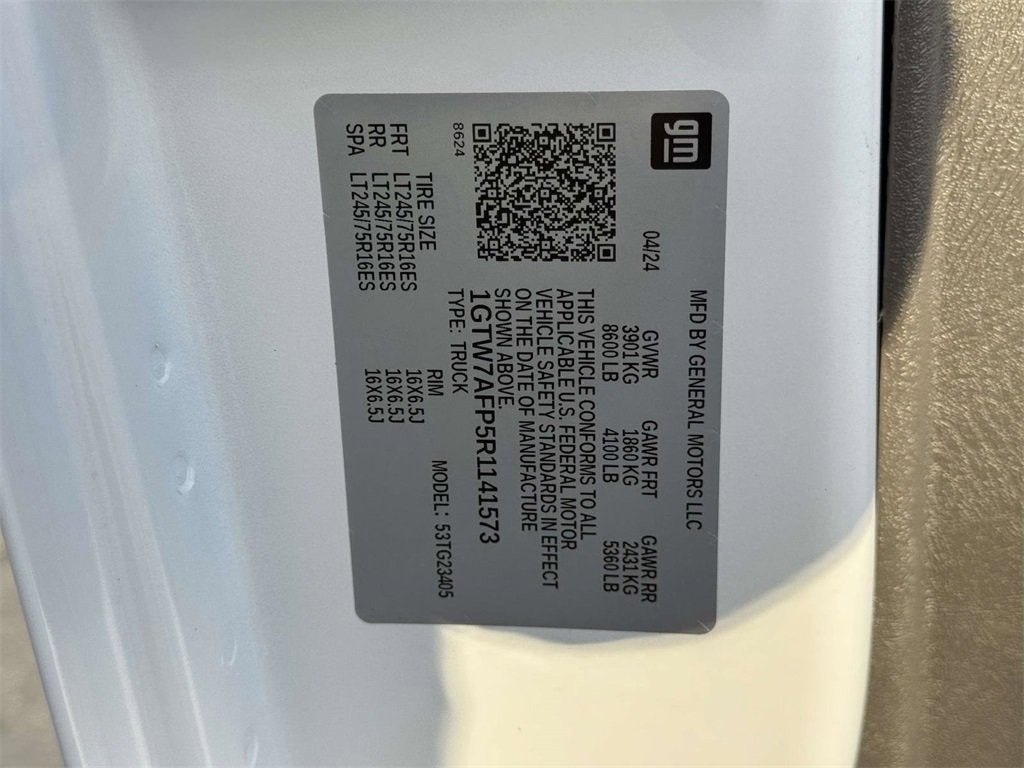 gm
MFD BY GENERAL MOTORS LLC
04/24
GVWR GAWR FRT GAWR RR
3901 KG 1860 KG 2431 KG
8600 LB 4100 LB 5360 LB
THIS VEHICLE CONFORMS TO ALL
APPLICABLE U.S. FEDERAL MOTOR
VEHICLE SAFETY STANDARDS IN EFFECT
ON THE DATE OF MANUFACTURE
SHOWN ABOVE.
1GTW7AFP5R1141573
TYPE: TRUCK MODEL: 53TG23405
8624
TIRE SIZE RIM
FRT LT245/75R16ES 16X6.5J
RR LT245/75R16ES 16X6.5J
SPA LT245/75R16ES 16X6.5J